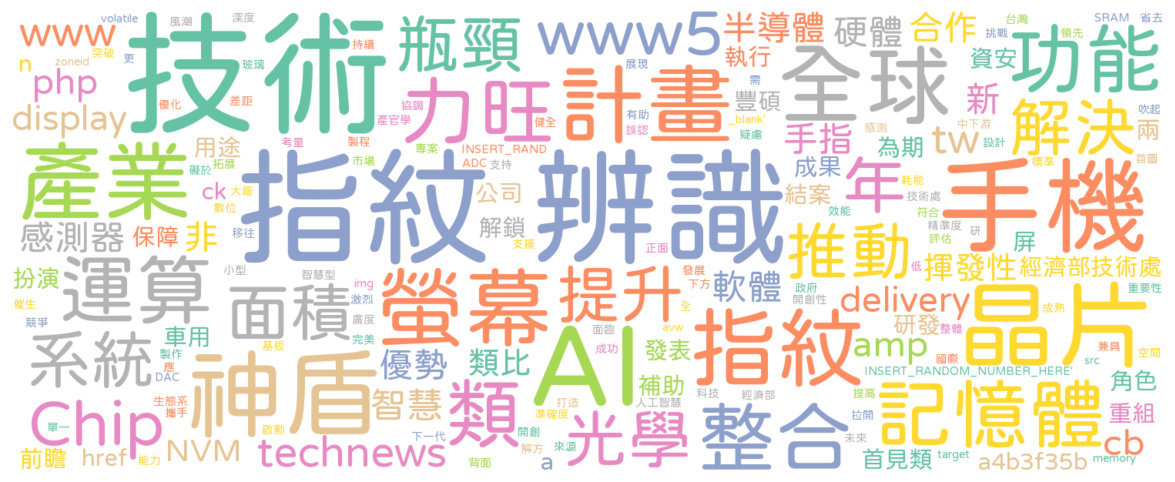 www
技術
瓶頸
www5
半導體
硬體
合作
volatile
風潮
深度
突破
更
zoneid
持續
玻璃
n
php
display
優化
差距
協調
產官學
力旺
健全
計畫
展現
有助
誤認
執行
豐碩
_blank'
疑慮
全球
需
手指
感測
中下游
資安
新
挑戰
台灣
SRAM
省去
領先
功能
吹起
解決
兩
設計
tw
為期
首圖
產業
用途
礙於
拓展
ck
大廠
數位
考量
製程
市場
專案
INSERT_RAND
ADC
支持
指紋
辨識
公司
解鎖
支援
成果
結案
年
技術處
耗能
效能
符合
精準度
評估
研
標準
手機
屏
感測器
保障
非
移往
正面
推動
揮發性
經濟部技術處
重要性
扮演
運算
小型
智慧型
img
激烈
廣度
完美
面積
螢幕
提升
發展
下方
全
軟體
政府
開創性
低
delivery
整體
成熟
晶片
兼具
空間
催生
競爭
車用
製作
應
DAC
基板
系統
神盾
優勢
類比
AI
面臨
成功
avw
發表
指紋
研發
amp
國際
src
INSERT_RANDOM_NUMBER_HERE'
角色
生態系
攜手
單一
Chip
智慧
類
打造
準確度
補助
人工智慧
科技
經濟部
提高
拉開
未來
記憶體
重組
cb
啟動
下一代
開創
解方
來源
光學
整合
前瞻
href
能力
NVM
technews
背面
a
首見類
target
a4b3f35b
memory